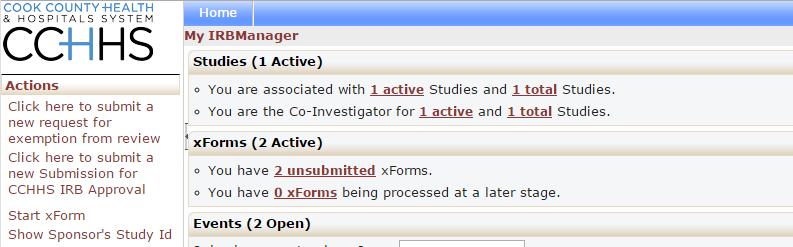 COOK COUNTY HEALTH
& HOSPITALS SYSTEM
CCHHS
Actions
Click here to submit a
new request for
exemption from review
Click here to submit a
new Submission for
CCHHS IRB Approval
Start xForm
Show Sponsor's Study Id
Home
My IRBManager
Studies (1 Active)
You are associated with 1 active Studies and 1 total Studies.
You are the Co-Investigator for 1 active and 1 total Studies.
xForms (2 Active)
You have 2 unsubmitted xForms.
You have 0 xForms being processed at a later stage.
Events (2 Open)